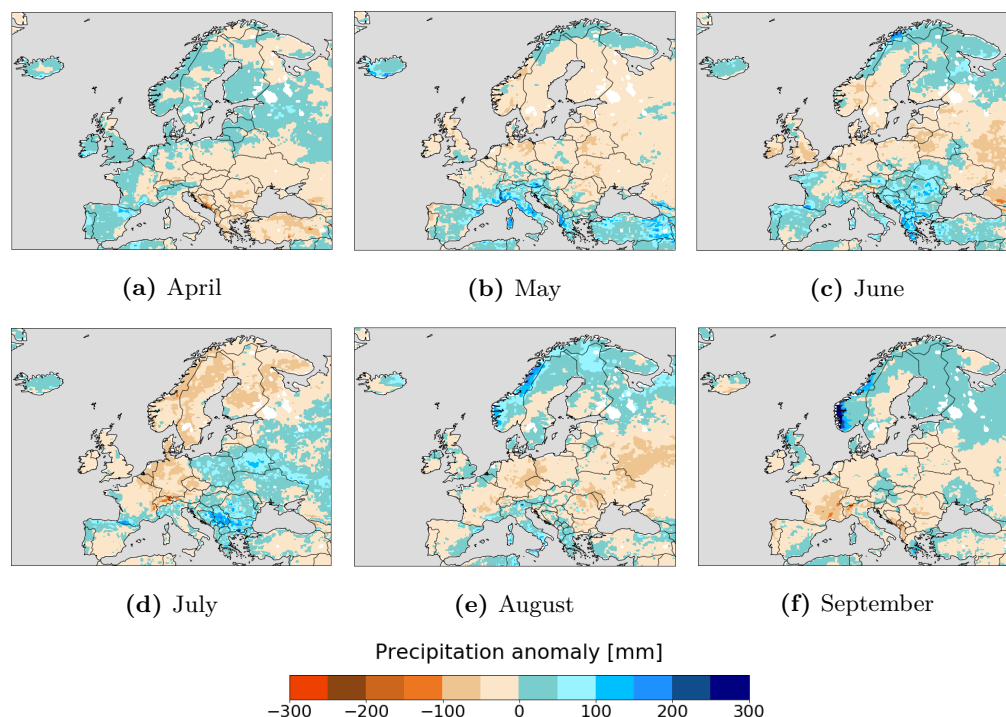 (a) April
(b) May
(c) June
(d) July
(e) August
(f) September
Precipitation anomaly [mm]
−300 −200 −100 0 100 200 300